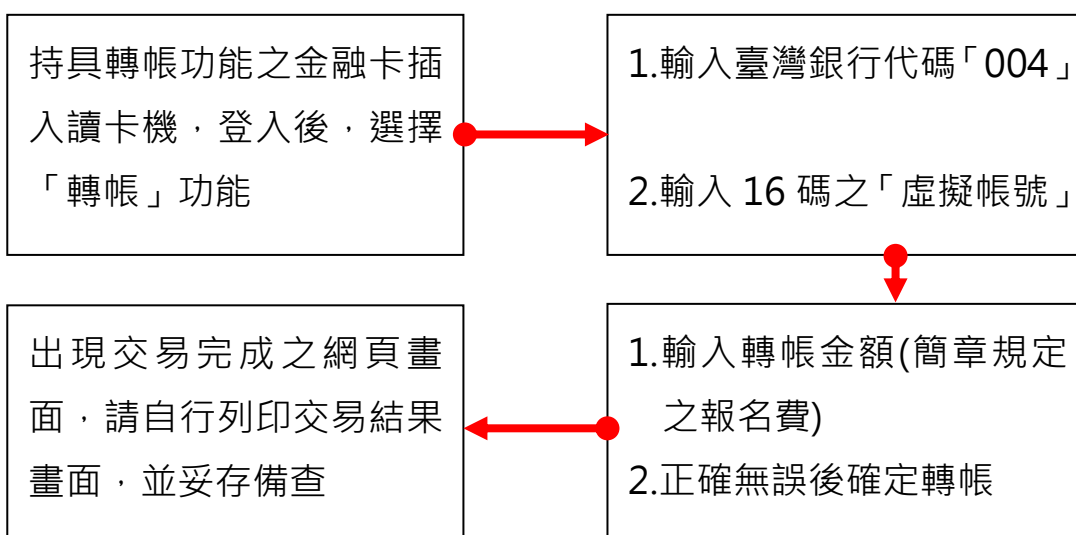 持具轉帳功能之金融卡插
入讀卡機，登入後，選擇
「轉帳」功能
1.輸入臺灣銀行代碼「004」
2.輸入 16 碼之「虛擬帳號」
1.輸入轉帳金額(簡章規定
之報名費)
2.正確無誤後確定轉帳
出現交易完成之網頁畫
面，請自行列印交易結果
畫面，並妥存備查